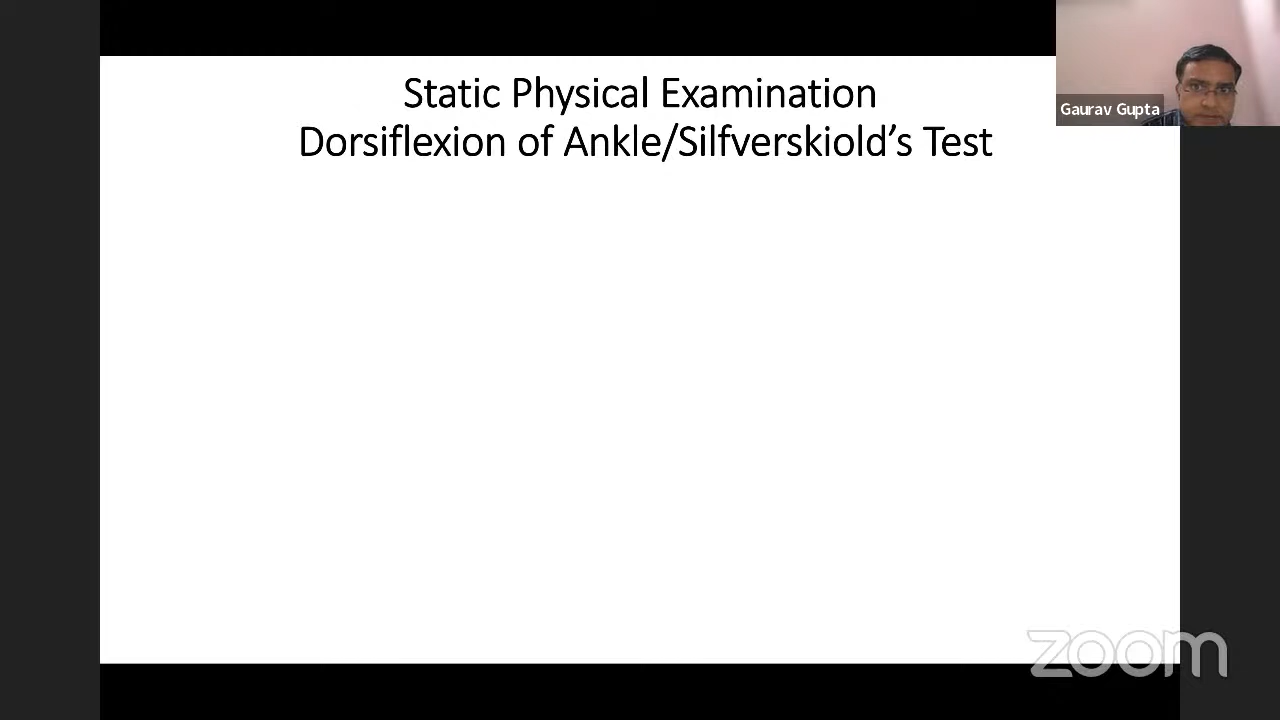 Static Physical Examination
Dorsiflexion of Ankle/Silfverskiold’s Test
Gaurav Gupta
zoom